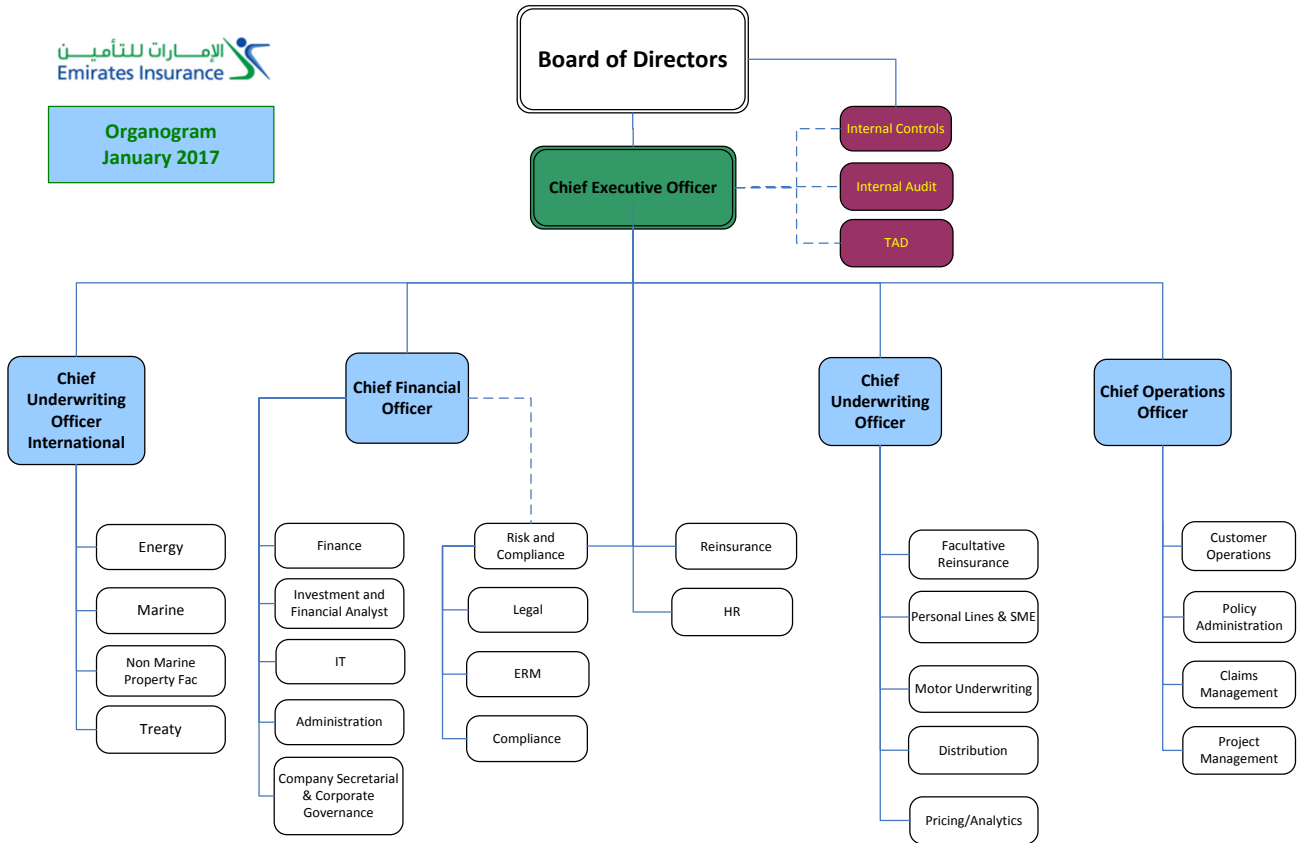 الإمـــارات للتأميـــن
Emirates Insurance
Organogram
January 2017
Board of Directors
Chief Executive Officer
Internal Controls
Internal Audit
TAD
Chief
Underwriting
Officer
International
Chief Financial
Officer
Chief
Underwriting
Officer
Chief Operations
Officer
Energy
Marine
Non Marine
Property Fac
Treaty
Finance
Investment and
Financial Analyst
IT
Administration
Company Secretarial
& Corporate
Governance
Risk and
Compliance
Legal
ERM
Compliance
Reinsurance
HR
Facultative
Reinsurance
Personal Lines & SME
Motor Underwriting
Distribution
Pricing/Analytics
Customer
Operations
Policy
Administration
Claims
Management
Project
Management